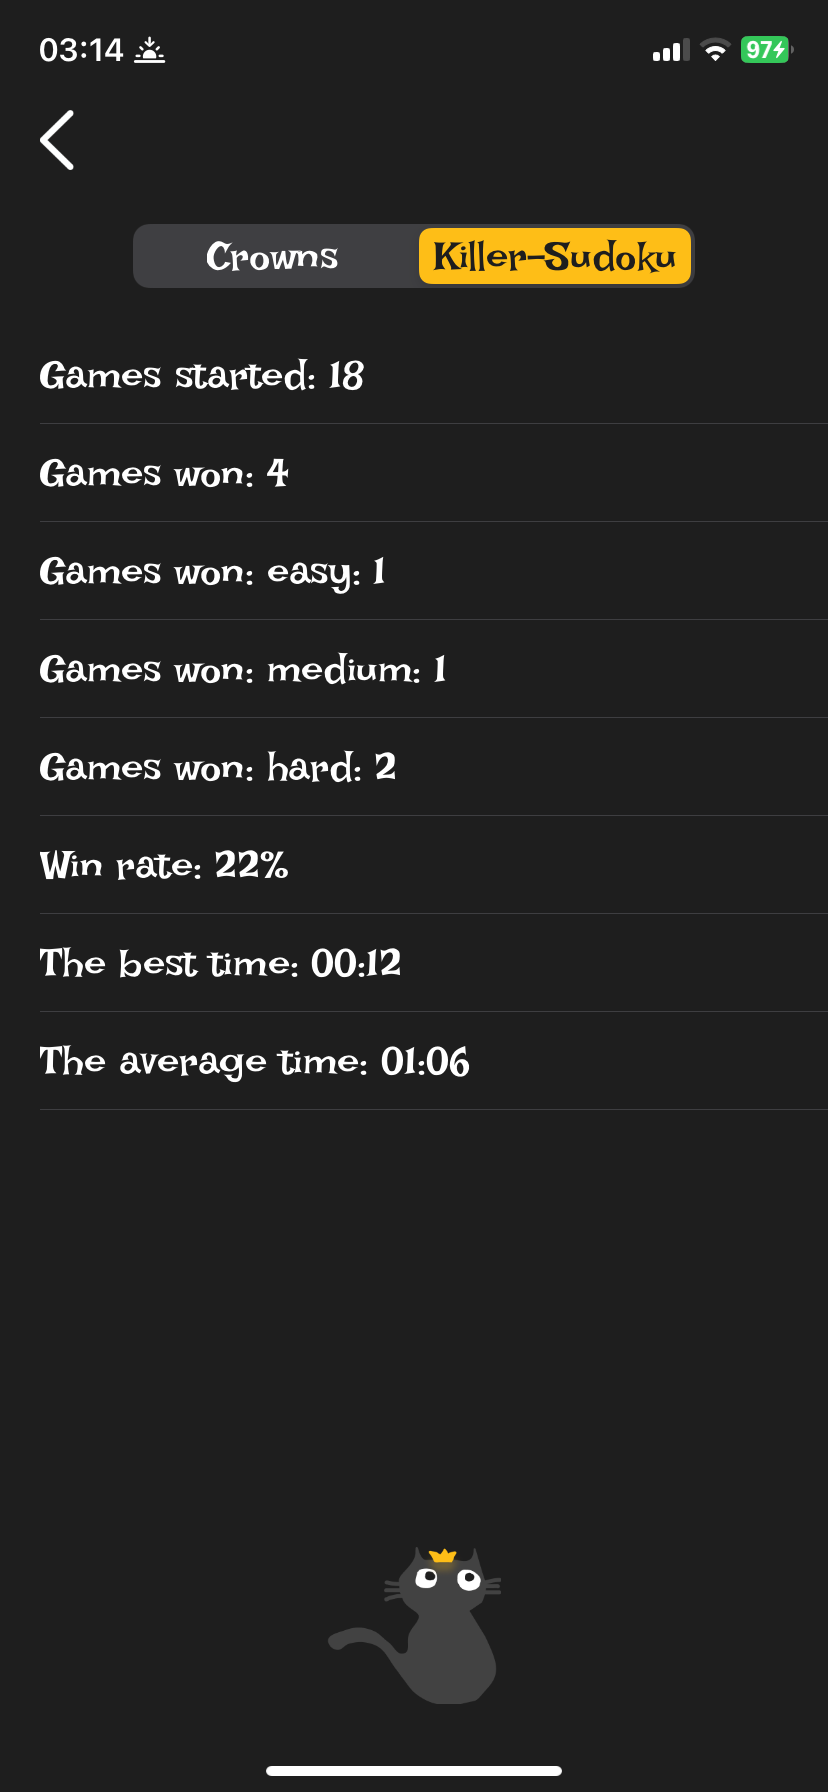 03:14
97
Crowns
Killer-Sudoku
Games started: 18
Games won: 4
Games won: easy: 1
Games won: medium: 1
Games won: hard: 2
Win rate: 22%
The best time: 00:12
The average time: 01:06